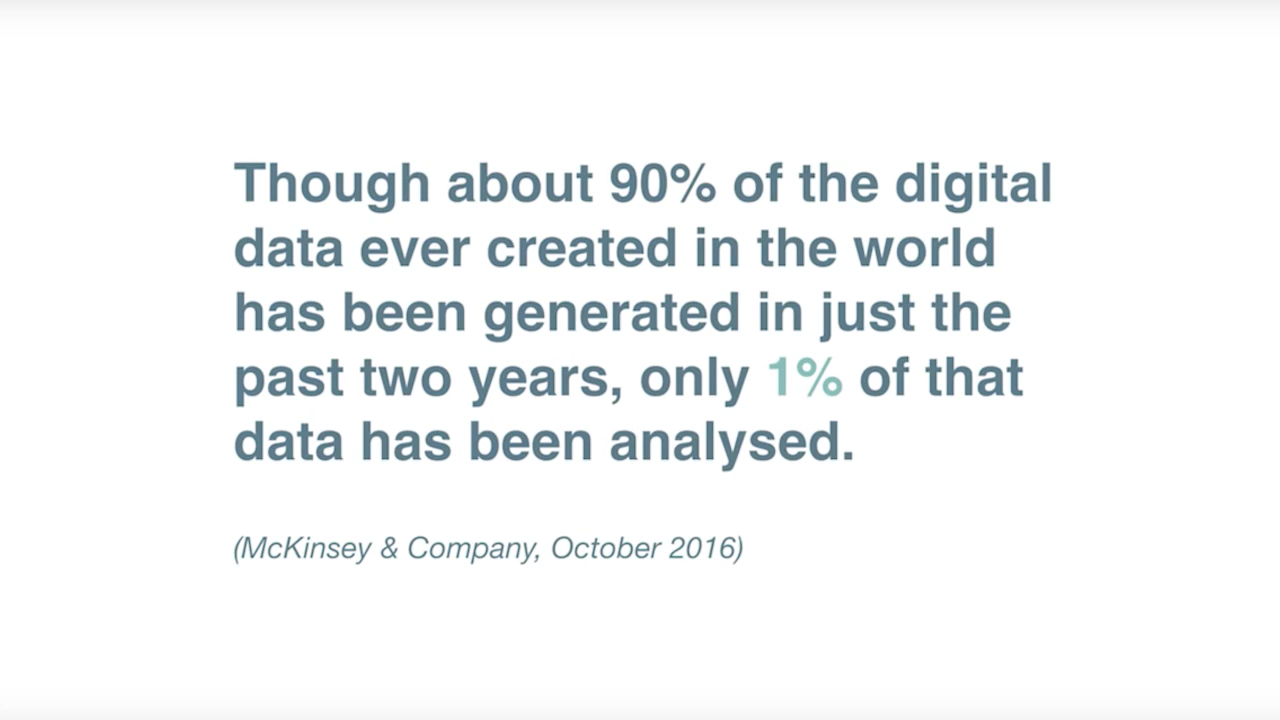 Though about 90% of the digital
data ever created in the world
has been generated in just the
past two years, only 1% of that
data has been analysed.
(McKinsey & Company, October 2016)